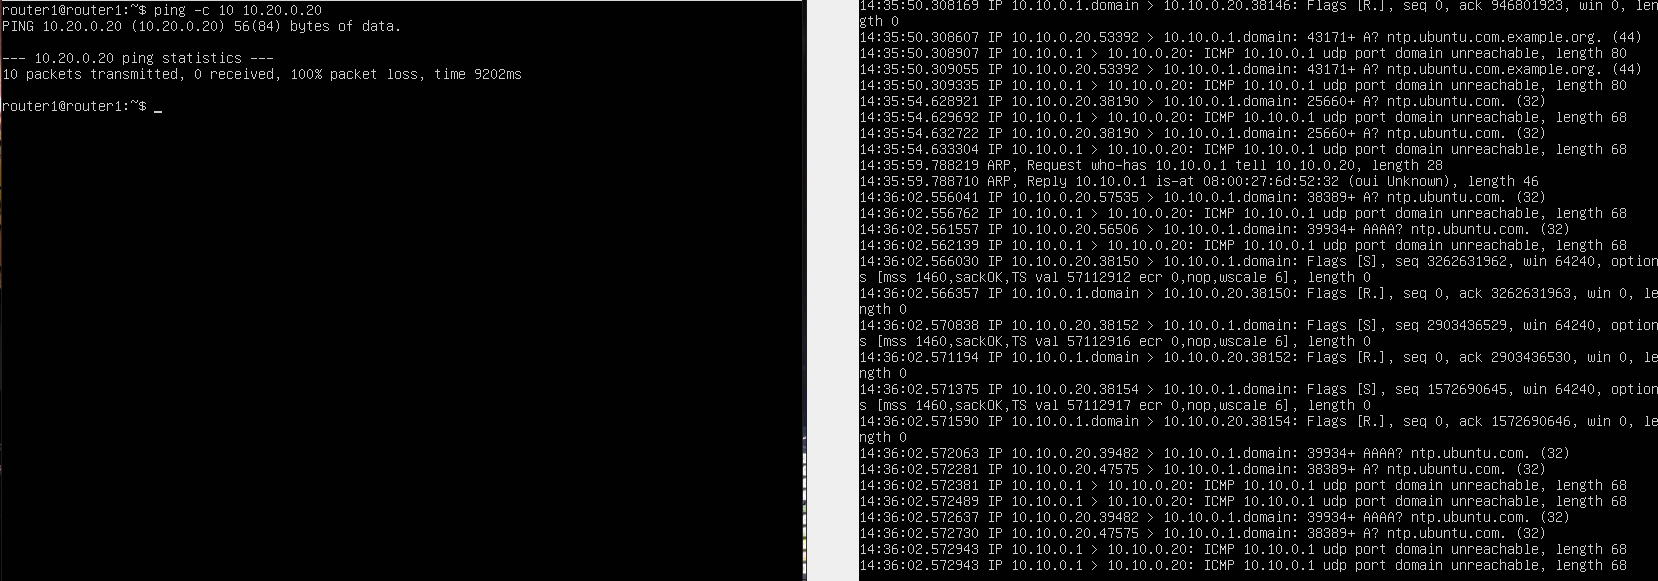 router1@router1:~$ ping -c 10 10.20.0.20
PING 10.20.0.20 (10.20.0.20) 56(84) bytes of data.
--- 10.20.0.20 ping statistics ---
10 packets transmitted, 0 received, 100% packet loss, time 9202ms
router1@router1:~$ _
14:35:50.308169 IP 10.10.0.1.domain > 10.10.0.20.38146: Flags [R.], seq 0, ack 946801923, win 0, len
gth 0
14:35:50.308607 IP 10.10.0.20.53392 > 10.10.0.1.domain: 43171+ A? ntp.ubuntu.com.example.org. (44)
14:35:50.308907 IP 10.10.0.1 > 10.10.0.20: ICMP 10.10.0.1 udp port domain unreachable, length 80
14:35:50.309055 IP 10.10.0.20.53392 > 10.10.0.1.domain: 43171+ A? ntp.ubuntu.com.example.org. (44)
14:35:50.309335 IP 10.10.0.1 > 10.10.0.20: ICMP 10.10.0.1 udp port domain unreachable, length 80
14:35:54.628921 IP 10.10.0.20.38190 > 10.10.0.1.domain: 25660+ A? ntp.ubuntu.com. (32)
14:35:54.629692 IP 10.10.0.1 > 10.10.0.20: ICMP 10.10.0.1 udp port domain unreachable, length 68
14:35:54.632722 IP 10.10.0.20.38190 > 10.10.0.1.domain: 25660+ A? ntp.ubuntu.com. (32)
14:35:54.633304 IP 10.10.0.1 > 10.10.0.20: ICMP 10.10.0.1 udp port domain unreachable, length 68
14:35:59.788219 ARP, Request who-has 10.10.0.1 tell 10.10.0.20, length 28
14:35:59.788710 ARP, Reply 10.10.0.1 is-at 08:00:27:6d:52:32 (oui Unknown), length 46
14:36:02.556041 IP 10.10.0.20.57535 > 10.10.0.1.domain: 38389+ A? ntp.ubuntu.com. (32)
14:36:02.556762 IP 10.10.0.1 > 10.10.0.20: ICMP 10.10.0.1 udp port domain unreachable, length 68
14:36:02.561557 IP 10.10.0.20.56506 > 10.10.0.1.domain: 39934+ AAAA? ntp.ubuntu.com. (32)
14:36:02.562139 IP 10.10.0.1 > 10.10.0.20: ICMP 10.10.0.1 udp port domain unreachable, length 68
14:36:02.566030 IP 10.10.0.20.38150 > 10.10.0.1.domain: Flags [S], seq 3262631962, win 64240, option
s [mss 1460,sackOK,TS val 57112912 ecr 0,nop,wscale 6], length 0
14:36:02.566357 IP 10.10.0.1.domain > 10.10.0.20.38150: Flags [R.], seq 0, ack 3262631963, win 0, le
ngth 0
14:36:02.570838 IP 10.10.0.20.38152 > 10.10.0.1.domain: Flags [S], seq 2903436529, win 64240, option
s [mss 1460,sackOK,TS val 57112916 ecr 0,nop,wscale 6], length 0
14:36:02.571194 IP 10.10.0.1.domain > 10.10.0.20.38152: Flags [R.], seq 0, ack 2903436530, win 0, le
ngth 0
14:36:02.571375 IP 10.10.0.20.38154 > 10.10.0.1.domain: Flags [S], seq 1572690645, win 64240, option
s [mss 1460,sackOK,TS val 57112917 ecr 0,nop,wscale 6], length 0
14:36:02.571590 IP 10.10.0.1.domain > 10.10.0.20.38154: Flags [R.], seq 0, ack 1572690646, win 0, le
ngth 0
14:36:02.572063 IP 10.10.0.20.39482 > 10.10.0.1.domain: 39934+ AAAA? ntp.ubuntu.com. (32)
14:36:02.572281 IP 10.10.0.20.47575 > 10.10.0.1.domain: 38389+ A? ntp.ubuntu.com. (32)
14:36:02.572381 IP 10.10.0.1 > 10.10.0.20: ICMP 10.10.0.1 udp port domain unreachable, length 68
14:36:02.572489 IP 10.10.0.1 > 10.10.0.20: ICMP 10.10.0.1 udp port domain unreachable, length 68
14:36:02.572637 IP 10.10.0.20.39482 > 10.10.0.1.domain: 39934+ AAAA? ntp.ubuntu.com. (32)
14:36:02.572730 IP 10.10.0.20.47575 > 10.10.0.1.domain: 38389+ A? ntp.ubuntu.com. (32)
14:36:02.572943 IP 10.10.0.1 > 10.10.0.20: ICMP 10.10.0.1 udp port domain unreachable, length 68
14:36:02.572943 IP 10.10.0.1 > 10.10.0.20: ICMP 10.10.0.1 udp port domain unreachable, length 68